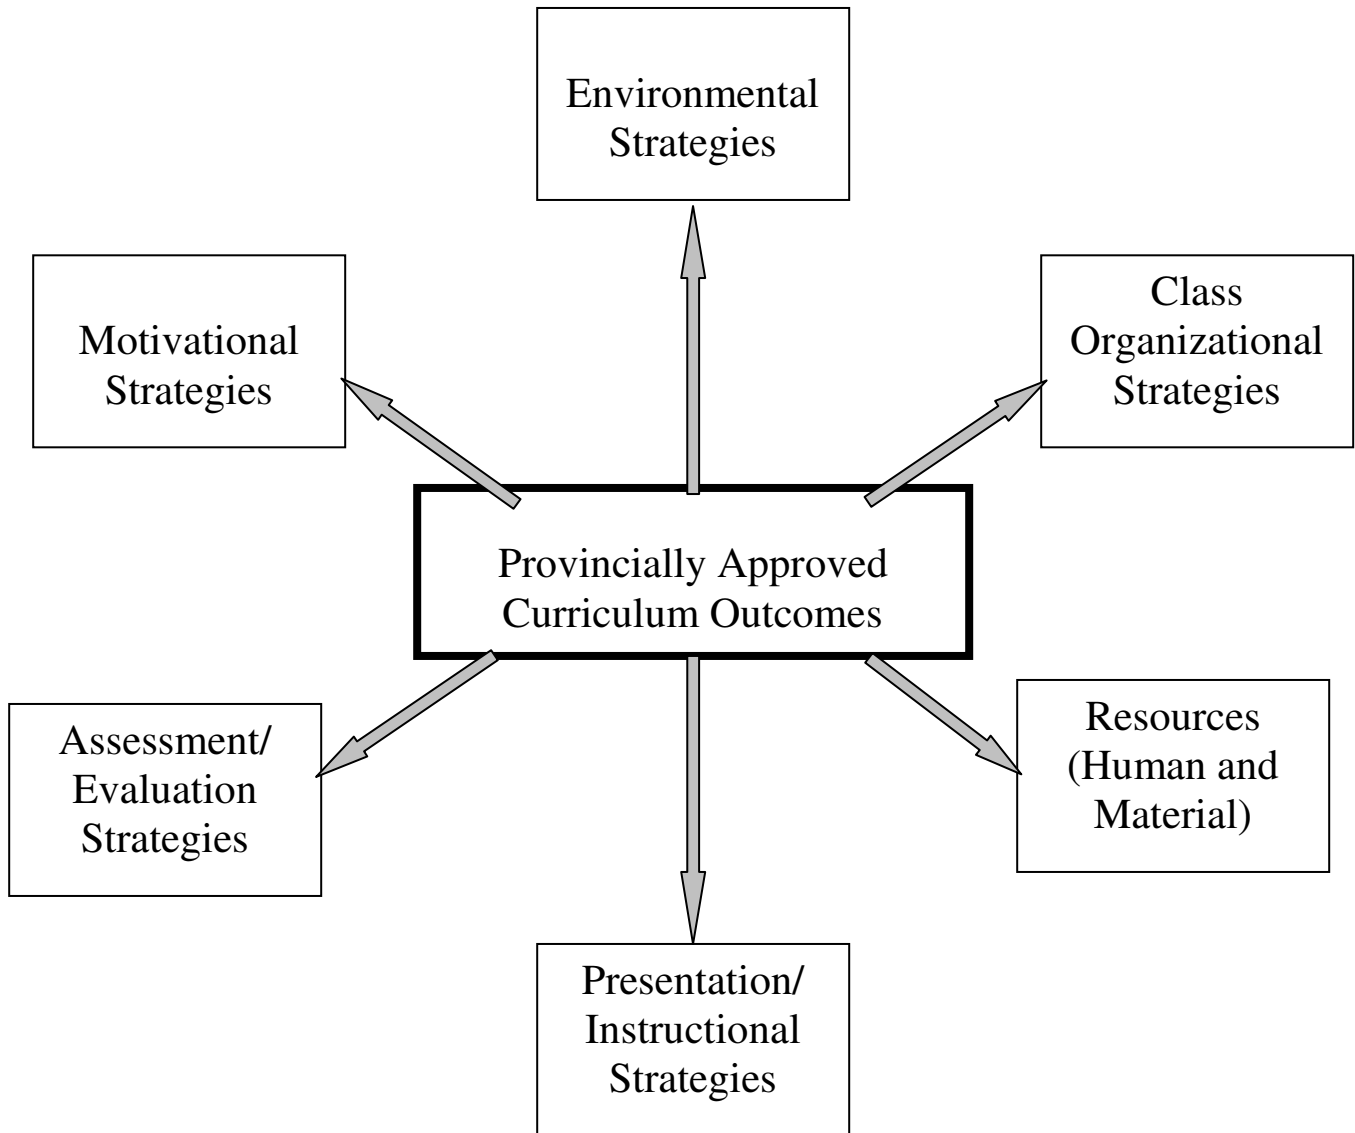 Environmental
Strategies
Motivational
Strategies
Class
Organizational
Strategies
Provincially Approved
Curriculum Outcomes
Assessment/
Evaluation
Strategies
Resources
(Human and
Material)
Presentation/
Instructional
Strategies